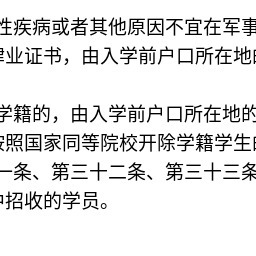 性疾病或者其他原因不宜在军事
肄业证书，由入学前户口所在地的
学籍的，由入学前户口所在地的
按照国家同等院校开除学籍学生的
一条、第三十二条、第三十三条
中招收的学员。